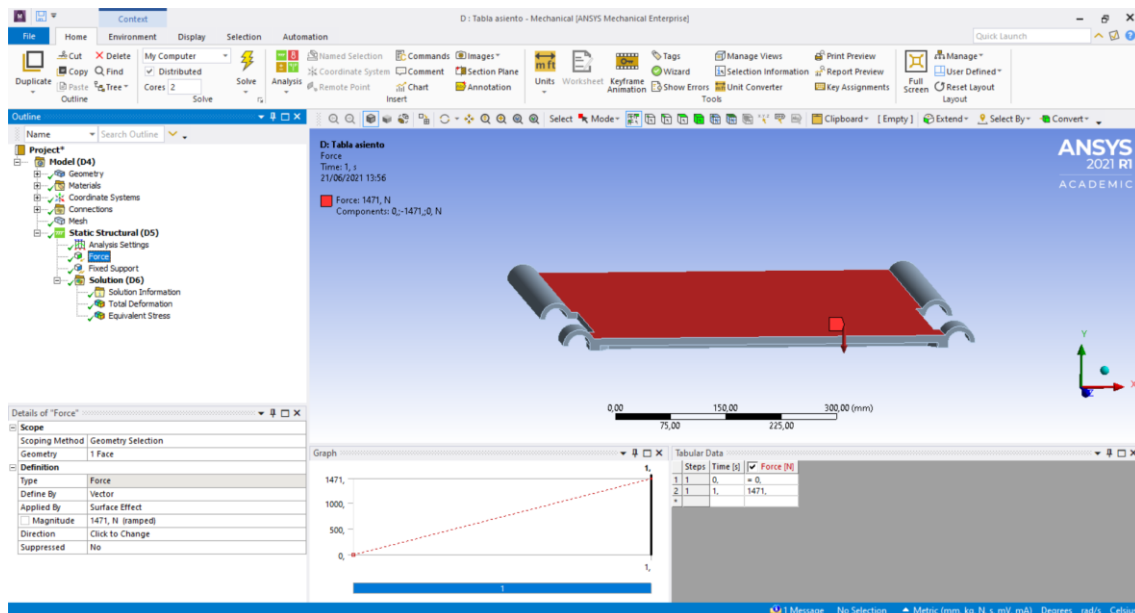 Context
D : Tabla asiento - Mechanical [ANSYS Mechanical Enterprise]
File Home Environment Display Selection Automation
Quick Launch
Duplicate
Cut
Copy
Paste
Delete
Find
Tree
Outline
My Computer
Distributed
Cores 2
Solve
Solve
Analysis
Named Selection
Coordinate System
Remote Point
Commands
Comment
Chart
Images
Section Plane
Annotation
Insert
Units
Worksheet
Keyframe Animation
Tags
Wizard
Show Errors
Manage Views
Selection Information
Unit Converter
Print Preview
Report Preview
Key Assignments
Tools
Full Screen
Manage
User Defined
Reset Layout
Layout
Outline
Name Search Outline
Select Mode Clipboard [ Empty ] Extend Select By Convert
Project*
Model (D4)
Geometry
Materials
Coordinate Systems
Connections
Mesh
Static Structural (D5)
Analysis Settings
Force
Fixed Support
Solution (D6)
Solution Information
Total Deformation
Equivalent Stress
D: Tabla asiento
Force
Time: 1, s
21/06/2021 13:56
Force: 1471, N
Components: 0,;-1471,;0, N
ANSYS
2021 R1
ACADEMIC
Y
X
Z
0,00 150,00 300,00 (mm)
75,00 225,00
Details of "Force"
Scope
Scoping Method Geometry Selection
Geometry 1 Face
Definition
Type Force
Define By Vector
Applied By Surface Effect
Magnitude 1471, N (ramped)
Direction Click to Change
Suppressed No
Graph
1,
1471,
1000,
500,
0,
1,
1
Tabular Data
Steps Time [s] Force [N]
1 1 0, = 0,
2 1 1, 1471,
*
1 Message No Selection Metric (mm, kg, N, s, mV, mA) Degrees rad/s Celsius